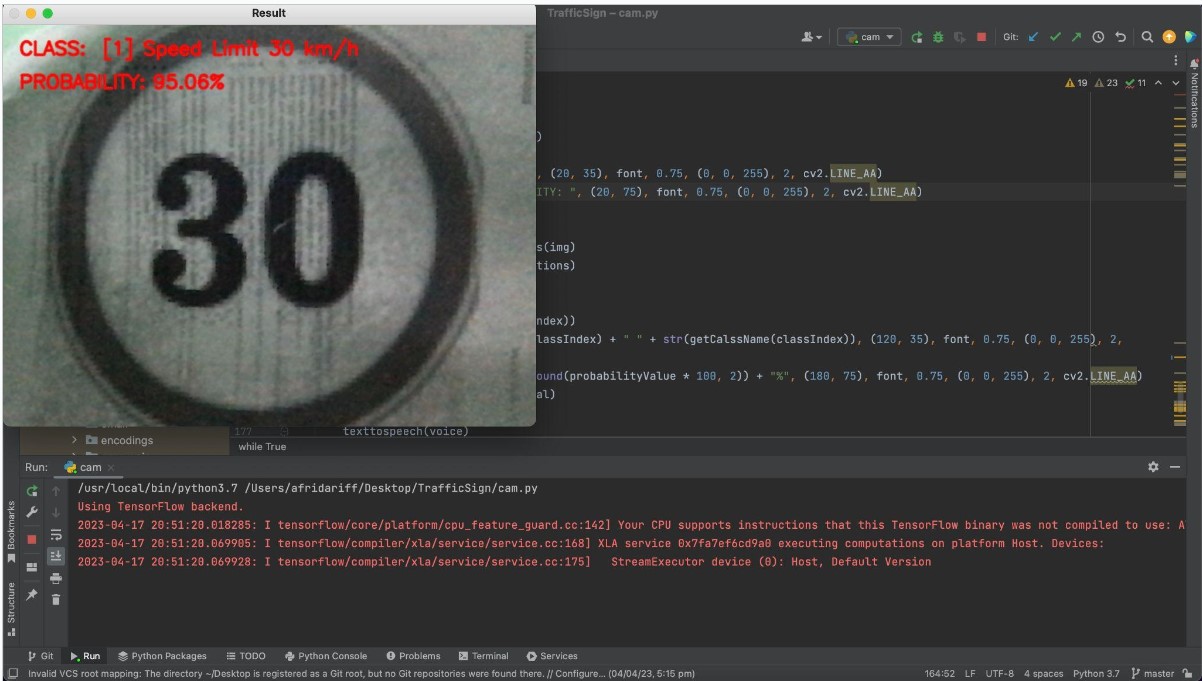 Result
TrafficSign – cam.py
CLASS: [1] Speed Limit 30 km/h
PROBABILITY: 95.06%
30
cam
Git:
19 23 11
Notifications
)
, (20, 35), font, 0.75, (0, 0, 255), 2, cv2.LINE_AA)
ITY: ", (20, 75), font, 0.75, (0, 0, 255), 2, cv2.LINE_AA)
s(img)
tions)
ndex))
lassIndex) + " " + str(getCalssName(classIndex)), (120, 35), font, 0.75, (0, 0, 255), 2,
ound(probabilityValue * 100, 2)) + "%", (180, 75), font, 0.75, (0, 0, 255), 2, cv2.LINE_AA)
al)
177 texttospeech(voice)
encodings
while True
Run: cam
/usr/local/bin/python3.7 /Users/afridariff/Desktop/TrafficSign/cam.py
Using TensorFlow backend.
2023-04-17 20:51:20.018285: I tensorflow/core/platform/cpu_feature_guard.cc:142] Your CPU supports instructions that this TensorFlow binary was not compiled to use: A
2023-04-17 20:51:20.069905: I tensorflow/compiler/xla/service/service.cc:168] XLA service 0x7fa7ef6cd9a0 executing computations on platform Host. Devices:
2023-04-17 20:51:20.069928: I tensorflow/compiler/xla/service/service.cc:175]   StreamExecutor device (0): Host, Default Version
Bookmarks
Structure
Git Run Python Packages TODO Python Console Problems Terminal Services
Invalid VCS root mapping: The directory ~/Desktop is registered as a Git root, but no Git repositories were found there. // Configure... (04/04/23, 5:15 pm) 164:52 LF UTF-8 4 spaces Python 3.7 master